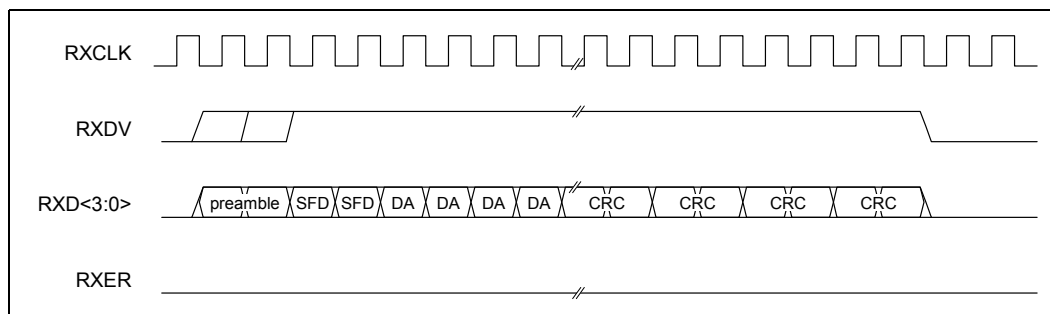 RXCLK
RXDV
RXD<3:0> preamble SFD SFD DA DA DA DA CRC CRC CRC CRC
RXER